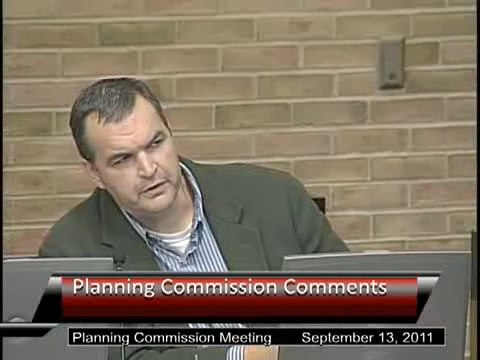 Planning Commission Comments
Planning Commission Meeting September 13, 2011